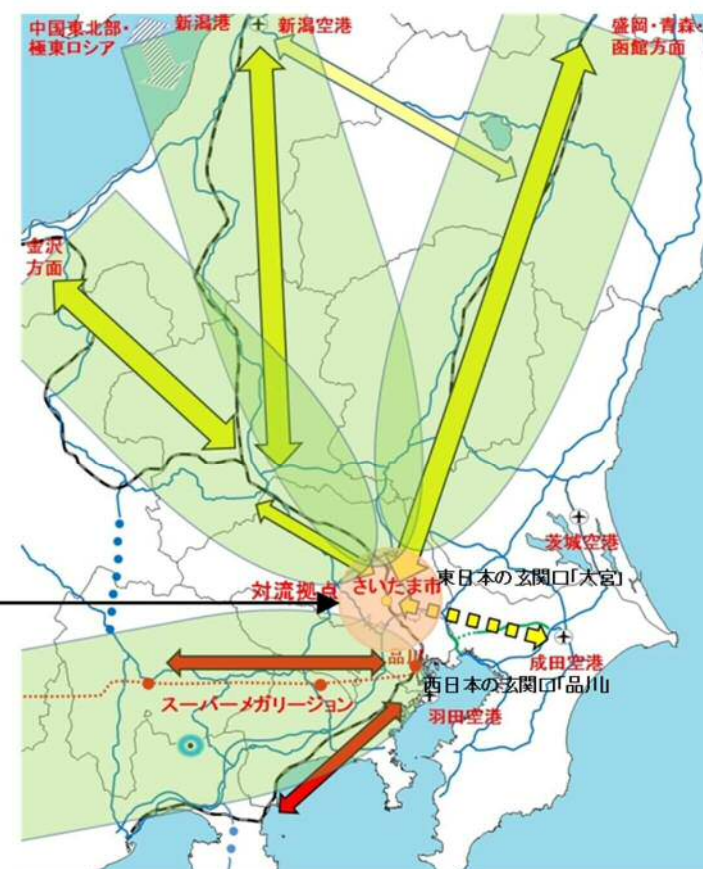 中国東北部・
極東ロシア
新潟港
新潟空港
盛岡・青森・
函館方面
金沢
方面
茨城空港
対流拠点
さいたま市
東日本の玄関口「大宮」
成田空港
品川
西日本の玄関口「品川」
スーパーメガリージョン
羽田空港